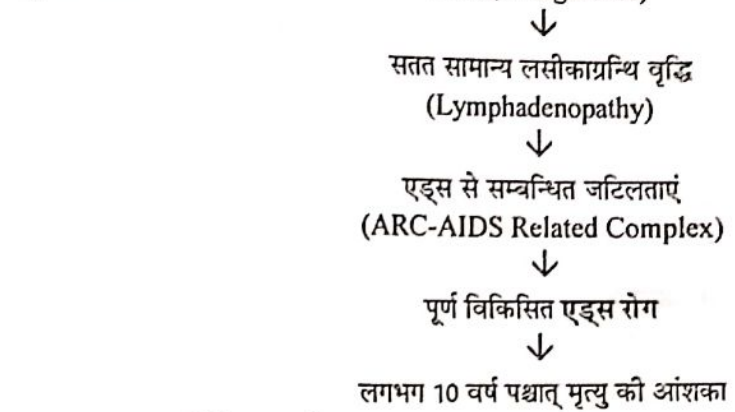 ↓
सतत सामान्य लसीकाग्रन्थि वृद्धि
(Lymphadenopathy)
↓
एड्स से सम्बन्धित जटिलताएं
(ARC-AIDS Related Complex)
↓
पूर्ण विकिसित एड्स रोग
↓
लगभग 10 वर्ष पश्चात् मृत्यु की आंशका